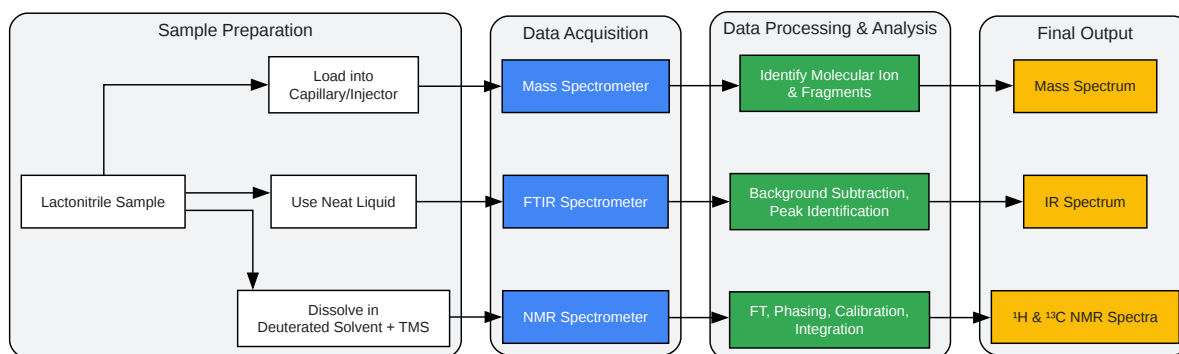 Sample Preparation
Data Acquisition
Data Processing & Analysis
Final Output
Load into
Capillary/Injector
Mass Spectrometer
Identify Molecular Ion
& Fragments
Mass Spectrum
Lactonitrile Sample
Use Neat Liquid
FTIR Spectrometer
Background Subtraction,
Peak Identification
IR Spectrum
Dissolve in
Deuterated Solvent + TMS
NMR Spectrometer
FT, Phasing, Calibration,
Integration
¹H & ¹³C NMR Spectra